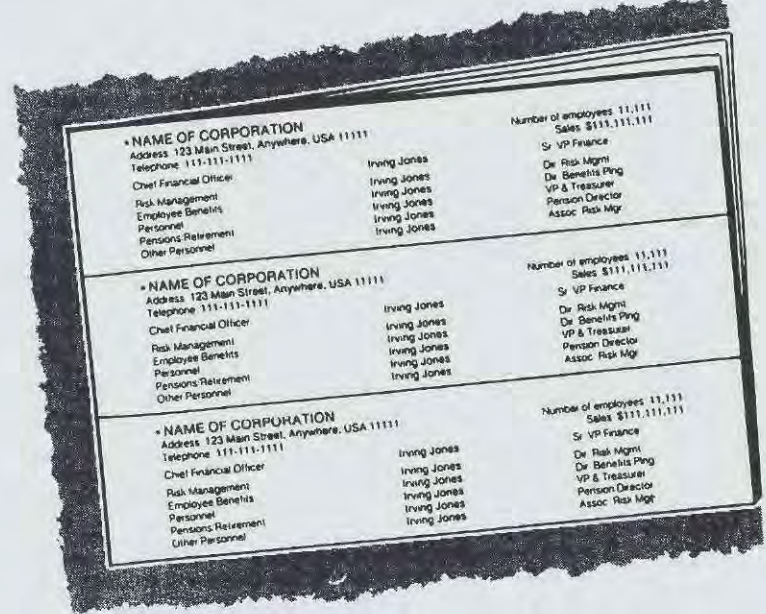 • NAME OF CORPORATION Number of employees 11,111
Address 123 Main Street, Anywhere, USA 11111 Sales $111,111,111
Telephone 111-111-1111
Chief Financial Officer Irving Jones Sr VP Finance
Risk Management Irving Jones Dir Risk Mgmt
Employee Benefits Irving Jones Dir Benefits Plng
Personnel Irving Jones VP & Treasurer
Pensions/Retirement Irving Jones Pension Director
Other Personnel Irving Jones Assoc Risk Mgr
• NAME OF CORPORATION Number of employees 11,111
Address 123 Main Street, Anywhere, USA 11111 Sales $111,111,111
Telephone 111-111-1111
Chief Financial Officer Irving Jones Sr VP Finance
Risk Management Irving Jones Dir Risk Mgmt
Employee Benefits Irving Jones Dir Benefits Plng
Personnel Irving Jones VP & Treasurer
Pensions/Retirement Irving Jones Pension Director
Other Personnel Irving Jones Assoc Risk Mgr
• NAME OF CORPORATION Number of employees 11,111
Address 123 Main Street, Anywhere, USA 11111 Sales $111,111,111
Telephone 111-111-1111
Chief Financial Officer Irving Jones Sr VP Finance
Risk Management Irving Jones Dir Risk Mgmt
Employee Benefits Irving Jones Dir Benefits Plng
Personnel Irving Jones VP & Treasurer
Pensions Retirement Irving Jones Pension Director
Other Personnel Irving Jones Assoc Risk Mgr